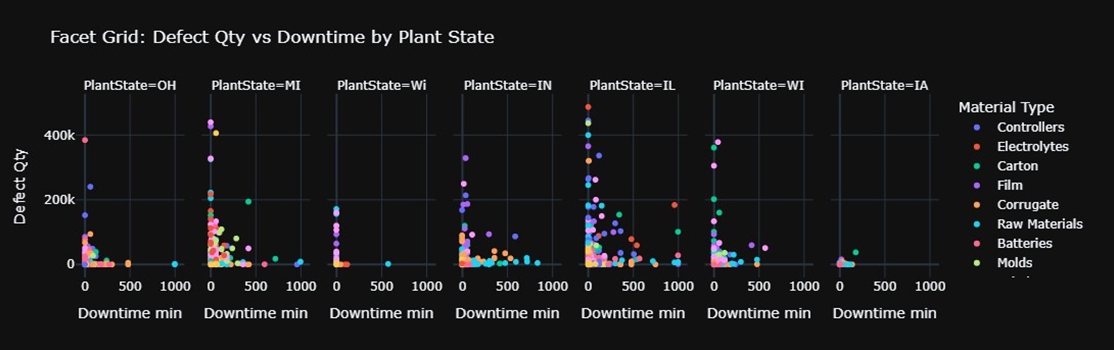 Facet Grid: Defect Qty vs Downtime by Plant State
PlantState=OH PlantState=MI PlantState=Wi PlantState=IN PlantState=IL PlantState=WI PlantState=IA
Material Type
Controllers
Electrolytes
Carton
Film
Corrugate
Raw Materials
Batteries
Molds
Defect Qty
400k
200k
0
0 500 1000 0 500 1000 0 500 1000 0 500 1000 0 500 1000 0 500 1000 0 500 1000
Downtime min Downtime min Downtime min Downtime min Downtime min Downtime min Downtime min